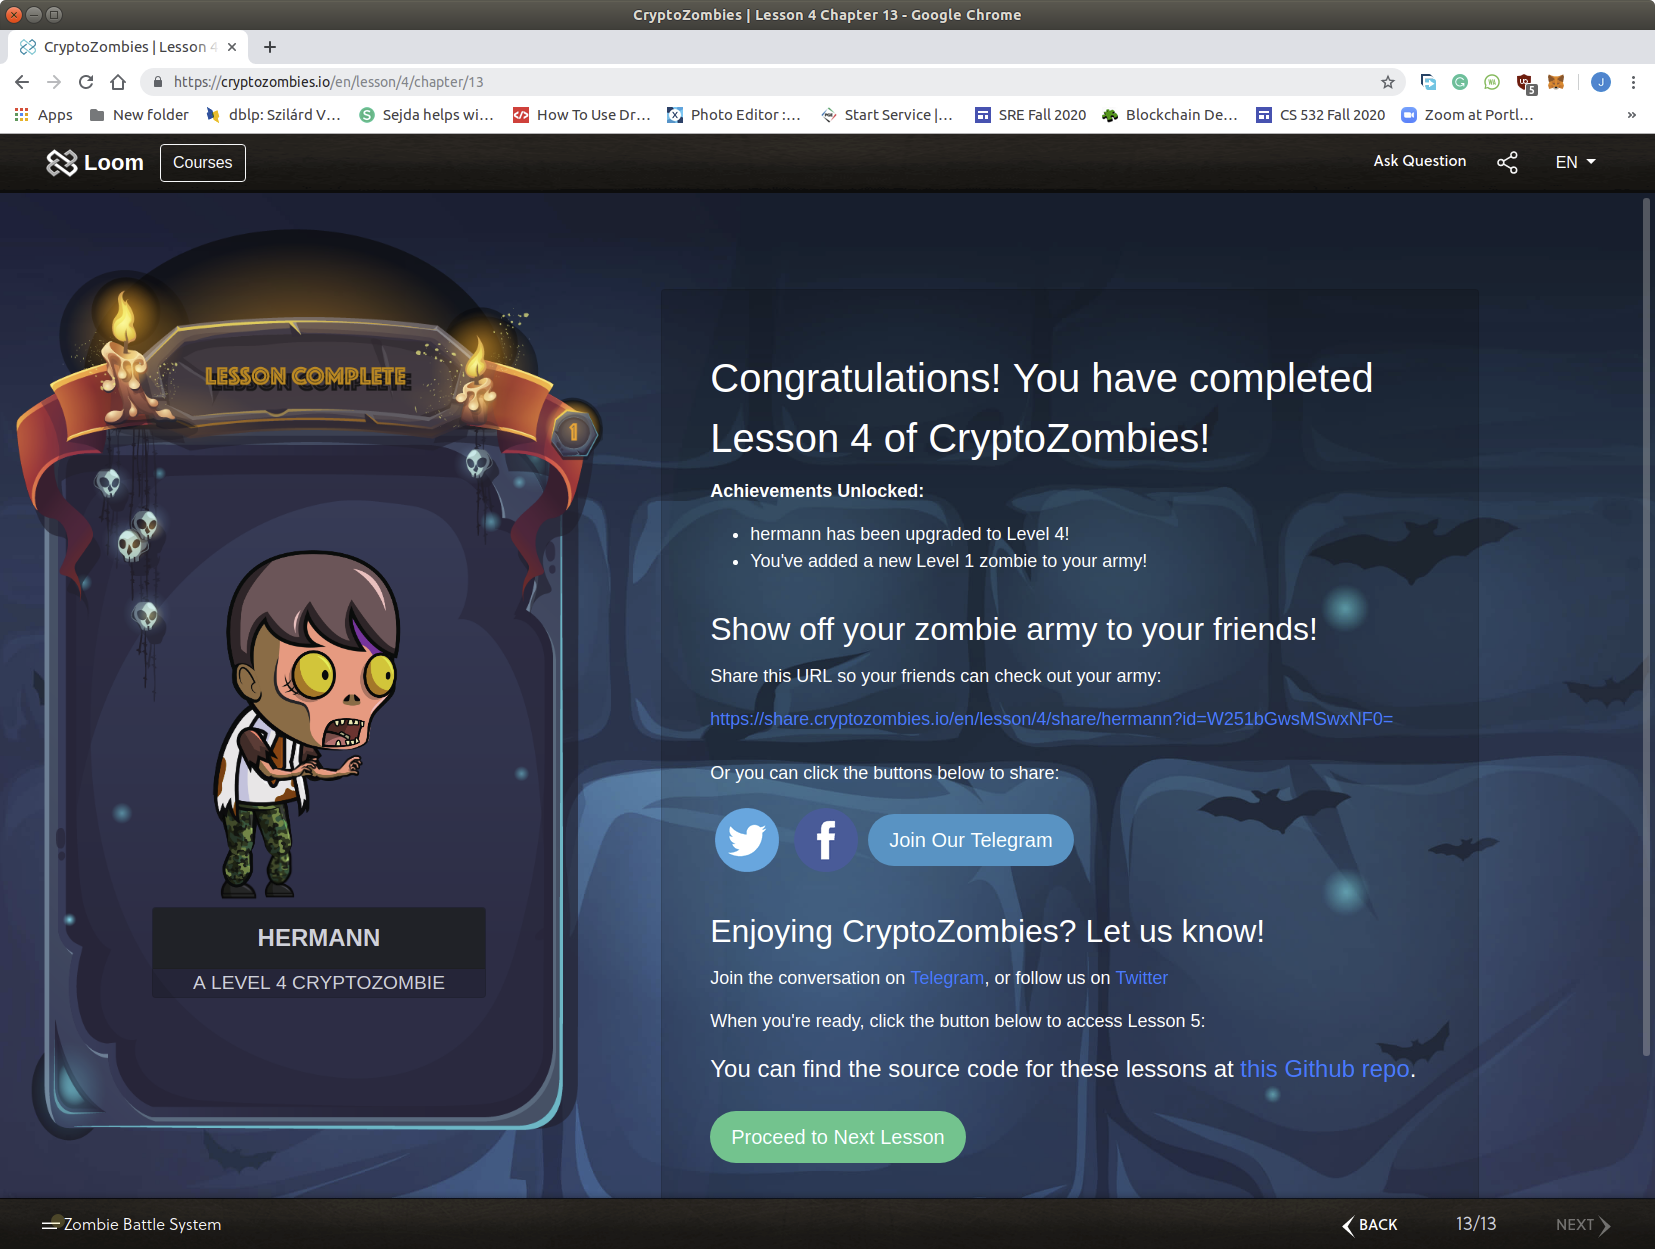 CryptoZombies | Lesson 4 Chapter 13 - Google Chrome
CryptoZombies | Lesson 4
https://cryptozombies.io/en/lesson/4/chapter/13
5
J
Apps
New folder
dblp: Szilárd V...
Sejda helps wi...
How To Use Dr...
Photo Editor :...
Start Service |...
SRE Fall 2020
Blockchain De...
CS 532 Fall 2020
Zoom at Portl...
»
Loom
Courses
Ask Question
EN
LESSON COMPLETE
1
HERMANN
A LEVEL 4 CRYPTOZOMBIE
Congratulations! You have completed
Lesson 4 of CryptoZombies!
Achievements Unlocked:
• hermann has been upgraded to Level 4!
• You've added a new Level 1 zombie to your army!
Show off your zombie army to your friends!
Share this URL so your friends can check out your army:
https://share.cryptozombies.io/en/lesson/4/share/hermann?id=W251bGwsMSwxNF0=
Or you can click the buttons below to share:
Join Our Telegram
Enjoying CryptoZombies? Let us know!
Join the conversation on Telegram, or follow us on Twitter
When you're ready, click the button below to access Lesson 5:
You can find the source code for these lessons at this Github repo.
Proceed to Next Lesson
Zombie Battle System
BACK
13/13
NEXT